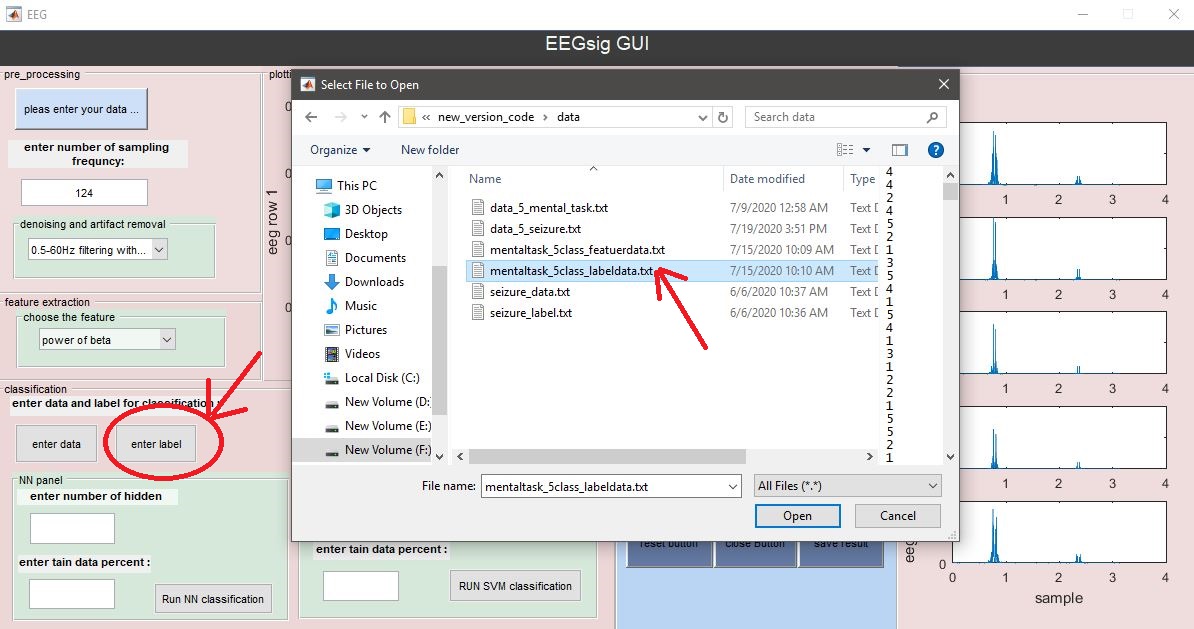 EEG
EEGsig GUI
pre_processing
pleas enter your data ...
enter number of sampling
frequncy:
124
denoising and artifact removal
0.5-60Hz filtering with...
feature extraction
choose the feature
power of beta
classification
enter data and label for classification :
enter data
enter label
NN panel
enter number of hidden
enter tain data percent :
Run NN classification
plotti
0
0
0
0
eeg row 1
Select File to Open
« new_version_code › data
Search data
Organize
New folder
This PC
3D Objects
Desktop
Documents
Downloads
Music
Pictures
Videos
Local Disk (C:)
New Volume (D:
New Volume (E:)
New Volume (F:)
Name Date modified Type
data_5_mental_task.txt 7/9/2020 12:58 AM Text D
data_5_seizure.txt 7/19/2020 3:51 PM Text D
mentaltask_5class_featuerdata.txt 7/15/2020 10:09 AM Text D
mentaltask_5class_labeldata.txt 7/15/2020 10:10 AM Text D
seizure_data.txt 6/6/2020 10:37 AM Text D
seizure_label.txt 6/6/2020 10:36 AM Text D
4
4
2
4
5
2
1
3
5
4
1
5
4
1
3
1
2
2
1
5
5
2
1
File name: mentaltask_5class_labeldata.txt
All Files (*.*)
Open
Cancel
enter tain data percent :
RUN SVM classification
reset button
close Button
save result
1 2 3 4
1 2 3 4
1 2 3 4
1 2 3 4
eeg
0
0 1 2 3 4
sample